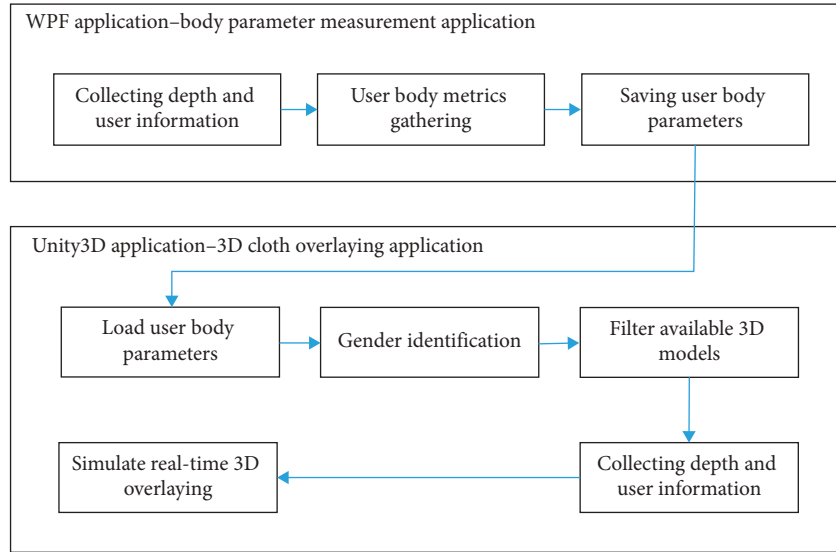 WPF application–body parameter measurement application
Collecting depth and
user information
User body metrics
gathering
Saving user body
parameters
Unity3D application–3D cloth overlaying application
Load user body
parameters
Gender identification
Filter available 3D
models
Simulate real-time 3D
overlaying
Collecting depth and
user information